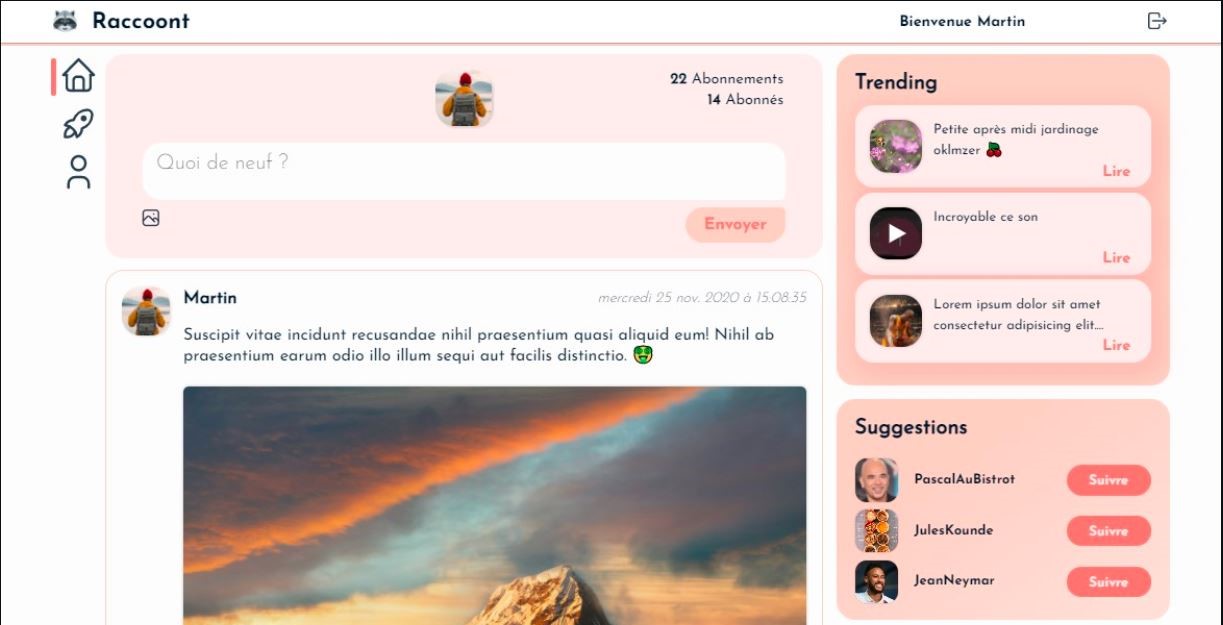 Raccoont
Bienvenue Martin
22 Abonnements
14 Abonnés
Quoi de neuf ?
Envoyer
Martin
mercredi 25 nov. 2020 à 15:08:35
Suscipit vitae incidunt recusandae nihil praesentium quasi aliquid eum! Nihil ab
praesentium earum odio illo illum sequi aut facilis distinctio. 🤑
Trending
Petite après midi jardinage
oklmzer 🍒
Lire
Incroyable ce son
Lire
Lorem ipsum dolor sit amet
consectetur adipisicing elit....
Lire
Suggestions
PascalAuBistrot
Suivre
JulesKounde
Suivre
JeanNeymar
Suivre